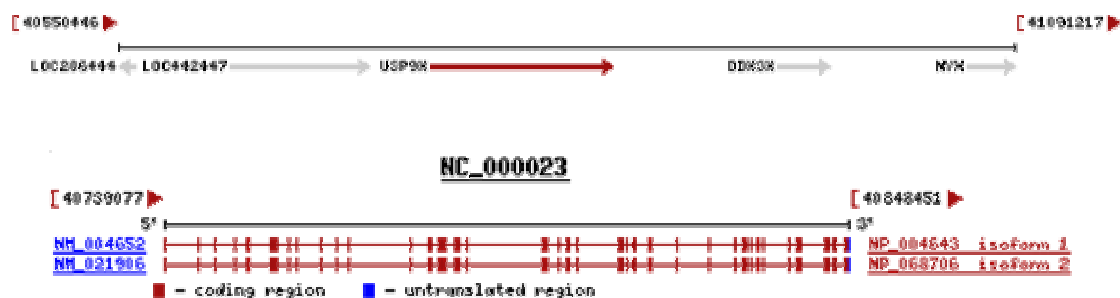 [ 40550446
[ 41091217
LOC286444 LOC442447 USP9X DDX3X NYX
NC_000023
[ 40739077
[ 40848451
5' 3'
NM_004652 NP_004643 isoform 1
NM_021906 NP_068706 isoform 2
- coding region - untranslated region